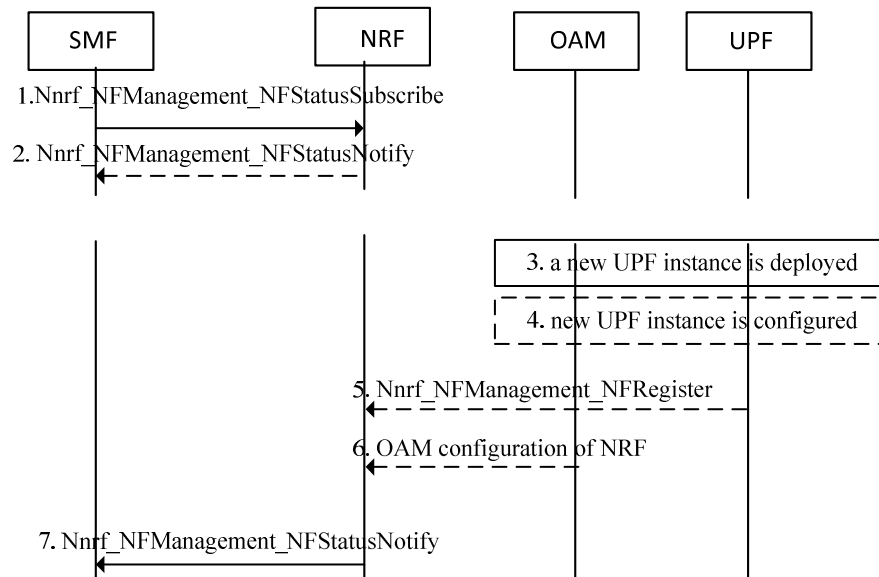 SMF
NRF
OAM
UPF
1.Nnrf_NFManagement_NFStatusSubscribe
2. Nnrf_NFManagement_NFStatusNotify
3. a new UPF instance is deployed
4. new UPF instance is configured
5. Nnrf_NFManagement_NFRegister
6. OAM configuration of NRF
7. Nnrf_NFManagement_NFStatusNotify